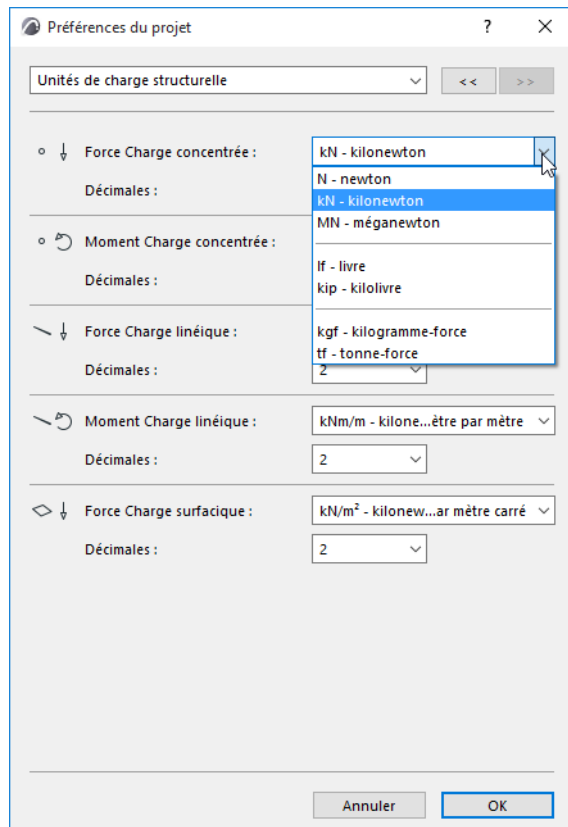 Préférences du projet
?
Unités de charge structurelle
<< >>
Force Charge concentrée : kN - kilonewton
N - newton
Décimales :
kN - kilonewton
MN - méganewton
Moment Charge concentrée :
lf - livre
Décimales :
kip - kilolivre
Force Charge linéique : kgf - kilogramme-force
tf - tonne-force
Décimales : 2
Moment Charge linéique : kNm/m - kilone...ètre par mètre
Décimales : 2
Force Charge surfacique : kN/m² - kilonew...ar mètre carré
Décimales : 2
Annuler OK